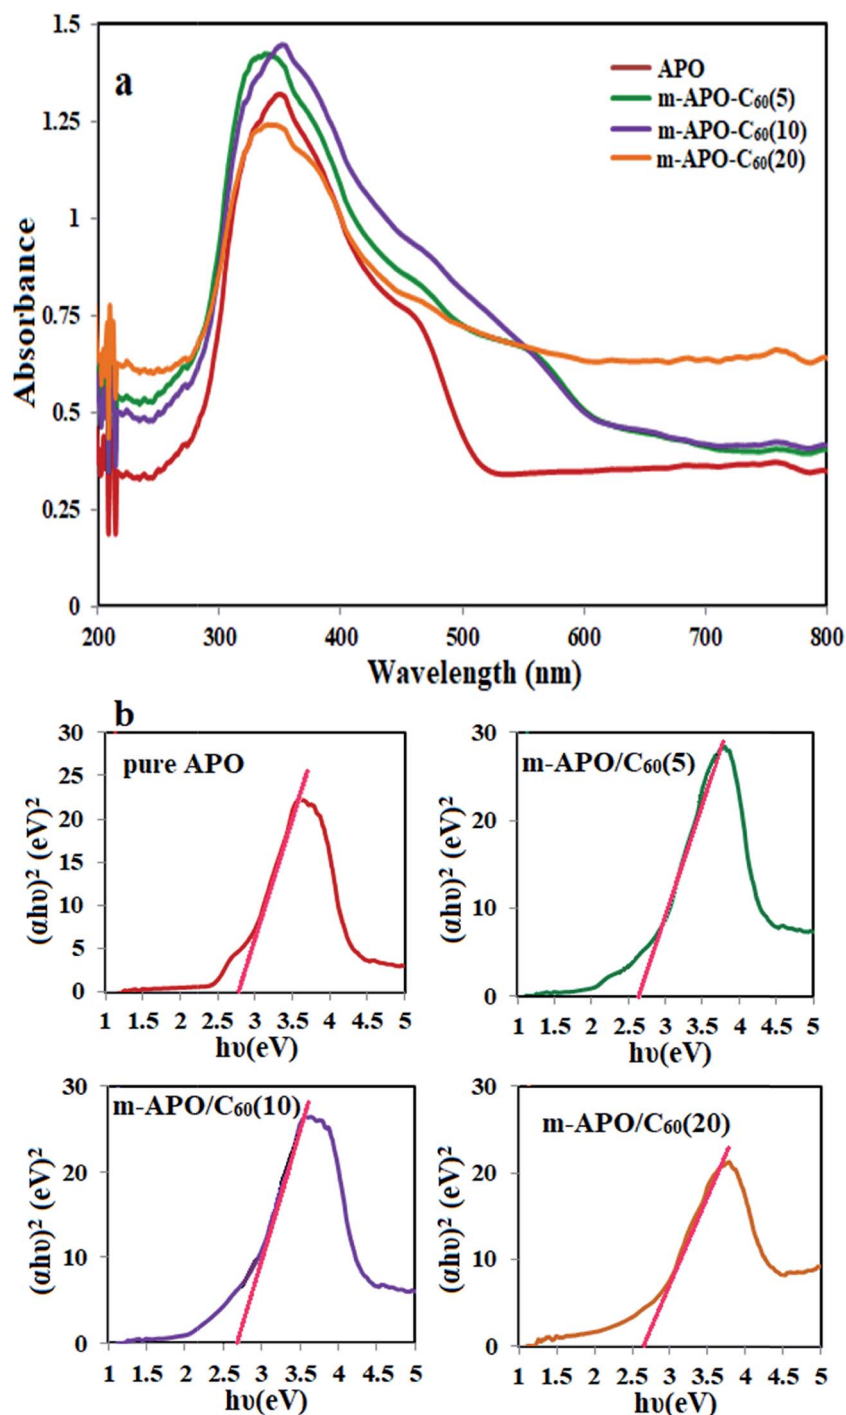 a
APO
m-APO-C₆₀(5)
m-APO-C₆₀(10)
m-APO-C₆₀(20)
1.5
1.25
1
0.75
0.5
0.25
0
Absorbance
200 300 400 500 600 700 800
Wavelength (nm)
b
pure APO
30
25
20
15
10
5
0
(αhυ)² (eV)²
1 1.5 2 2.5 3 3.5 4 4.5 5
hυ(eV)
m-APO/C₆₀(5)
30
20
10
0
(αhυ)² (eV)²
1 1.5 2 2.5 3 3.5 4 4.5 5
hυ(eV)
m-APO/C₆₀(10)
30
20
10
0
(αhυ)² (eV)²
1 1.5 2 2.5 3 3.5 4 4.5 5
hυ(eV)
m-APO/C₆₀(20)
30
20
10
0
(αhυ)² (eV)²
1 1.5 2 2.5 3 3.5 4 4.5 5
hυ(eV)